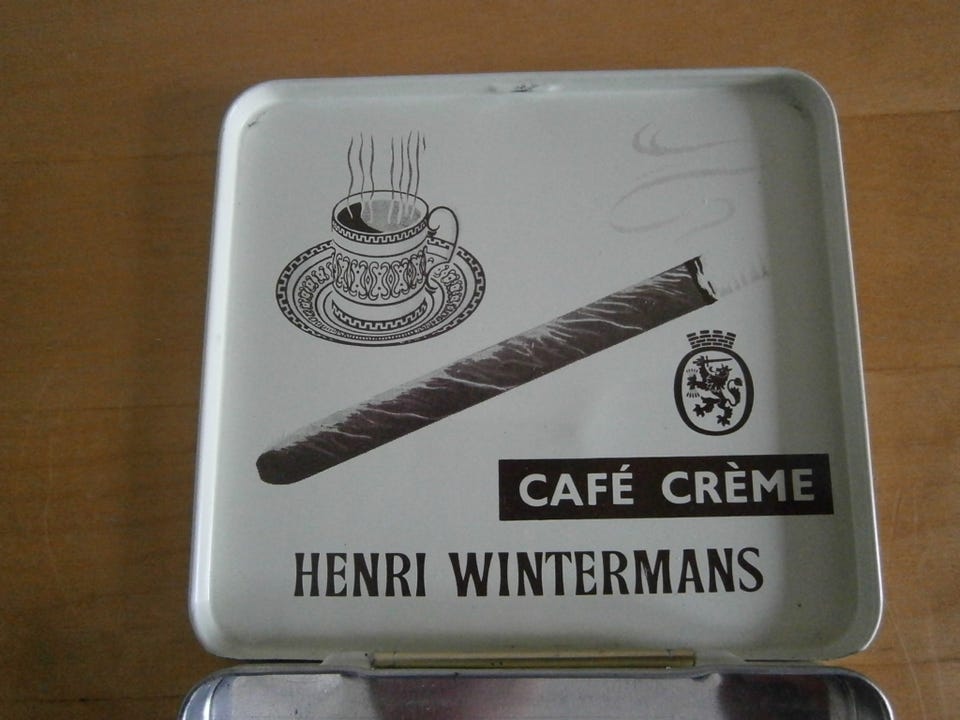 CAFÉ CRÈME
HENRI WINTERMANS